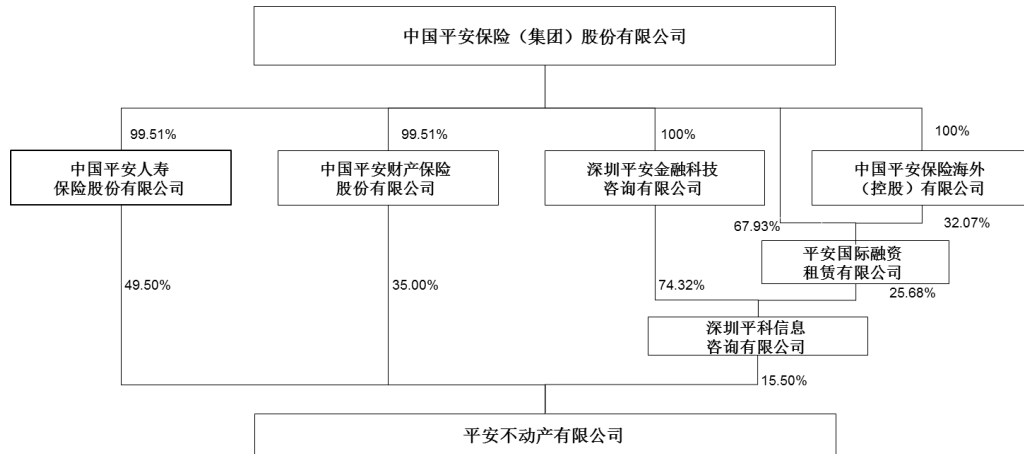 中国平安保险（集团）股份有限公司
99.51%
99.51%
100%
100%
中国平安人寿
保险股份有限公司
中国平安财产保险
股份有限公司
深圳平安金融科技
咨询有限公司
中国平安保险海外
（控股）有限公司
67.93%
32.07%
平安国际融资
租赁有限公司
49.50%
35.00%
74.32%
25.68%
深圳平科信息
咨询有限公司
15.50%
平安不动产有限公司